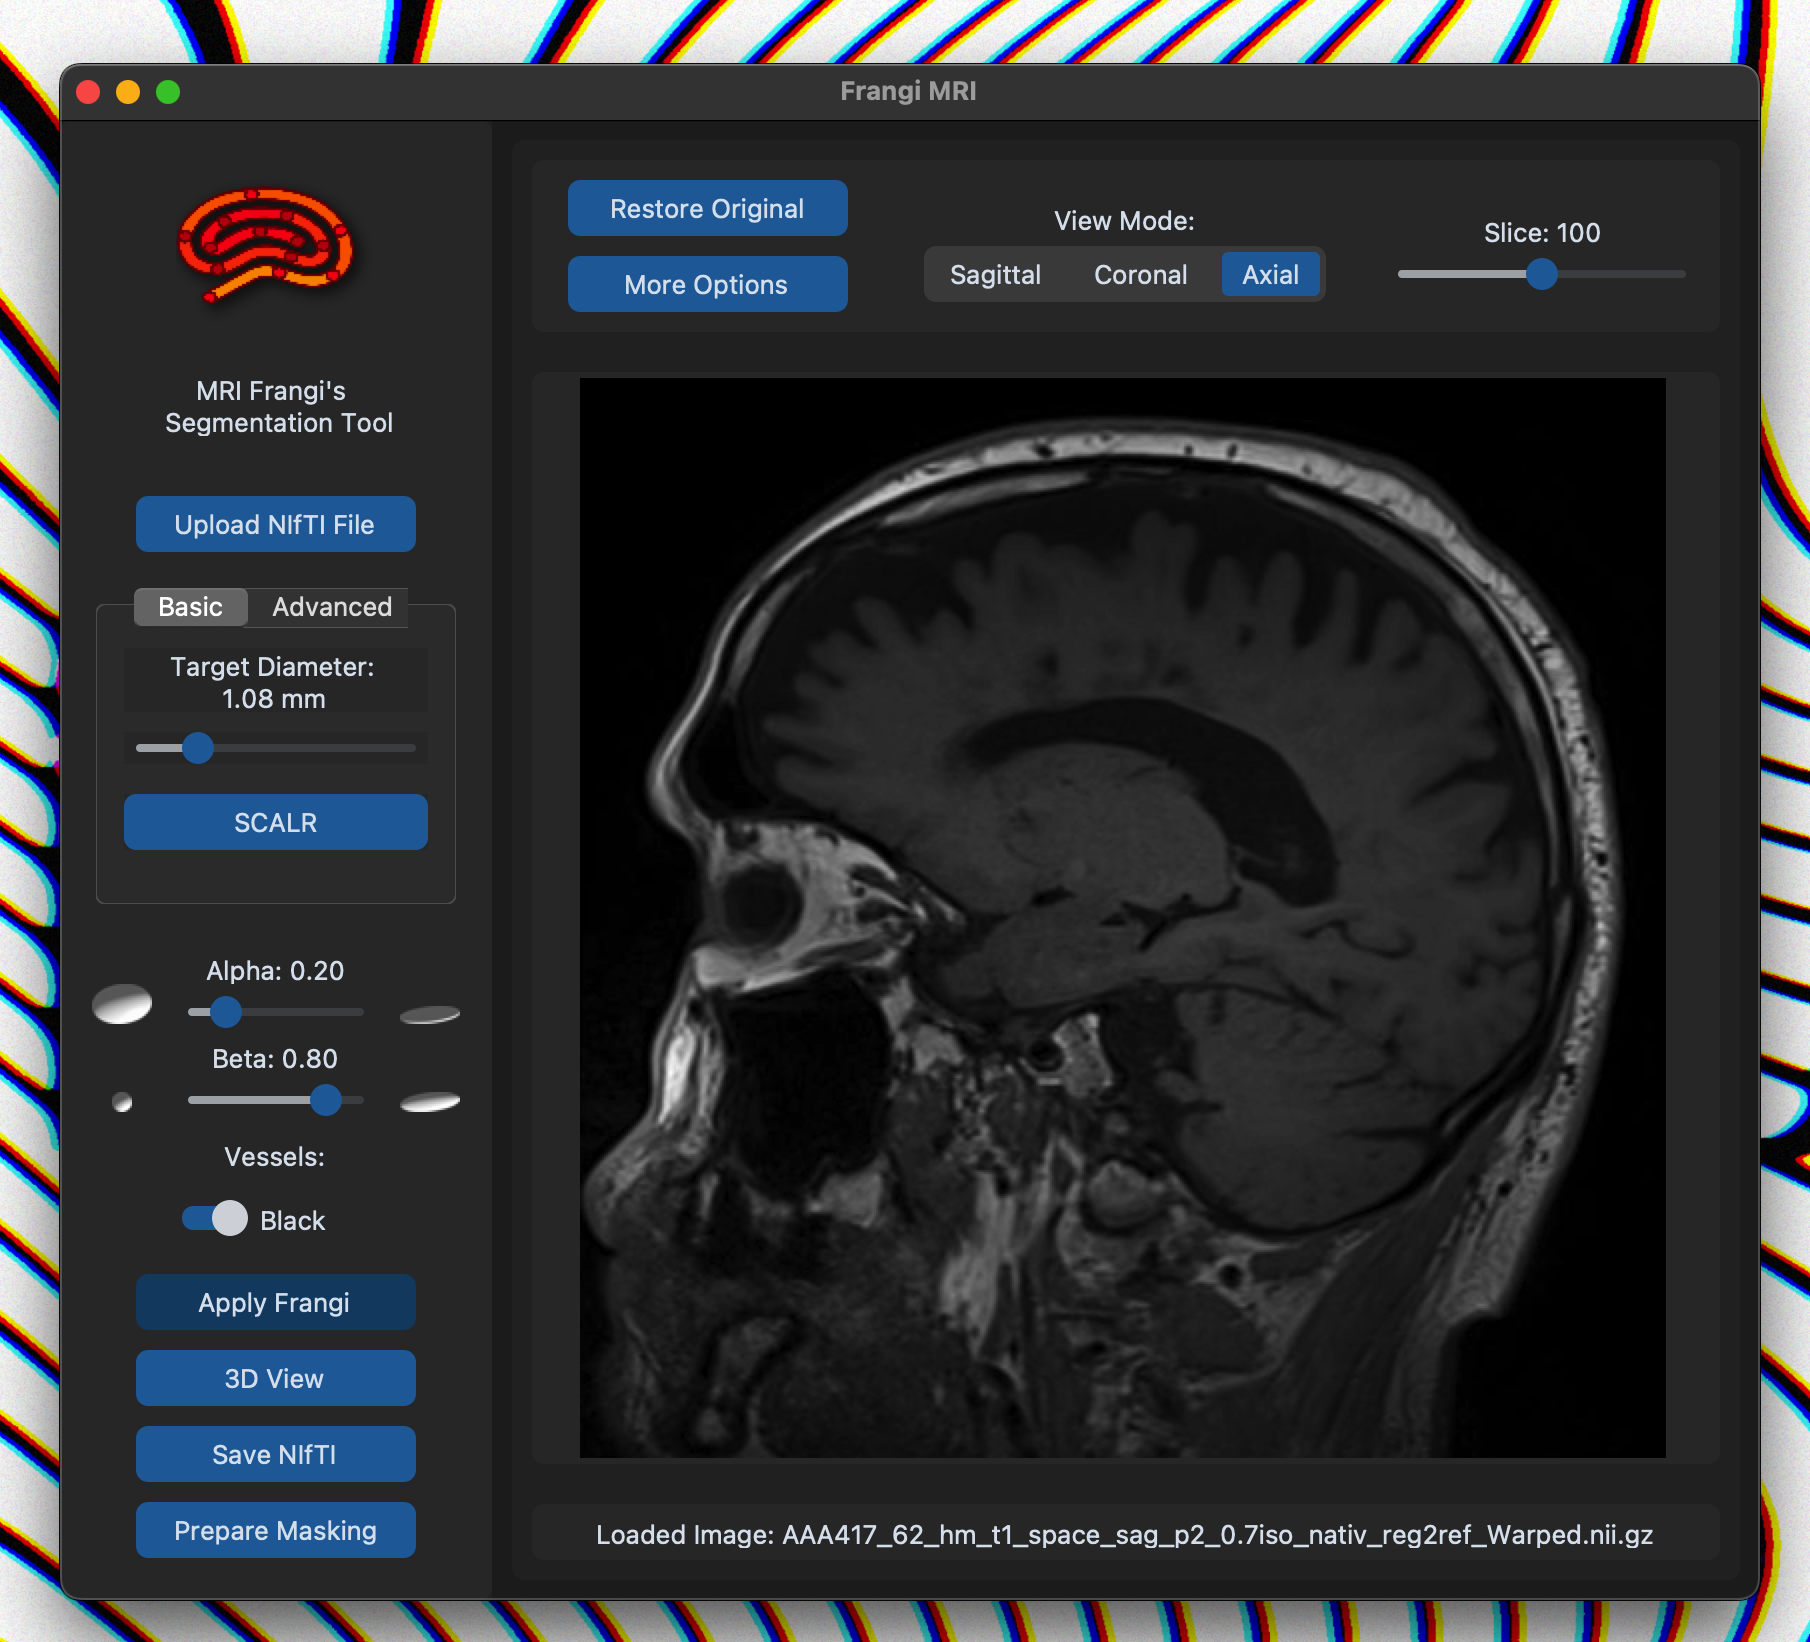 Frangi MRI
MRI Frangi's
Segmentation Tool
Upload NIfTI File
Basic
Advanced
Target Diameter:
1.08 mm
SCALR
Alpha: 0.20
Beta: 0.80
Vessels:
Black
Apply Frangi
3D View
Save NIfTI
Prepare Masking
Restore Original
More Options
View Mode:
Sagittal
Coronal
Axial
Slice: 100
Loaded Image: AAA417_62_hm_t1_space_sag_p2_0.7iso_nativ_reg2ref_Warped.nii.gz